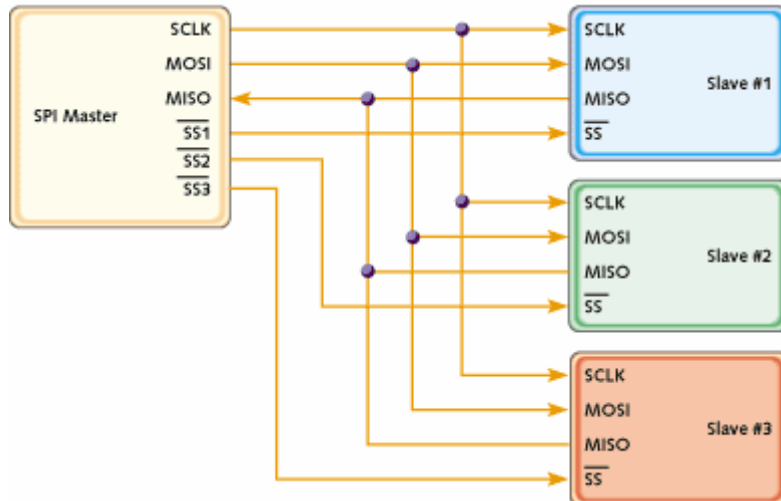 SPI Master
SCLK
MOSI
MISO
SS1
SS2
SS3
SCLK
MOSI
MISO
SS
Slave #1
SCLK
MOSI
MISO
SS
Slave #2
SCLK
MOSI
MISO
SS
Slave #3